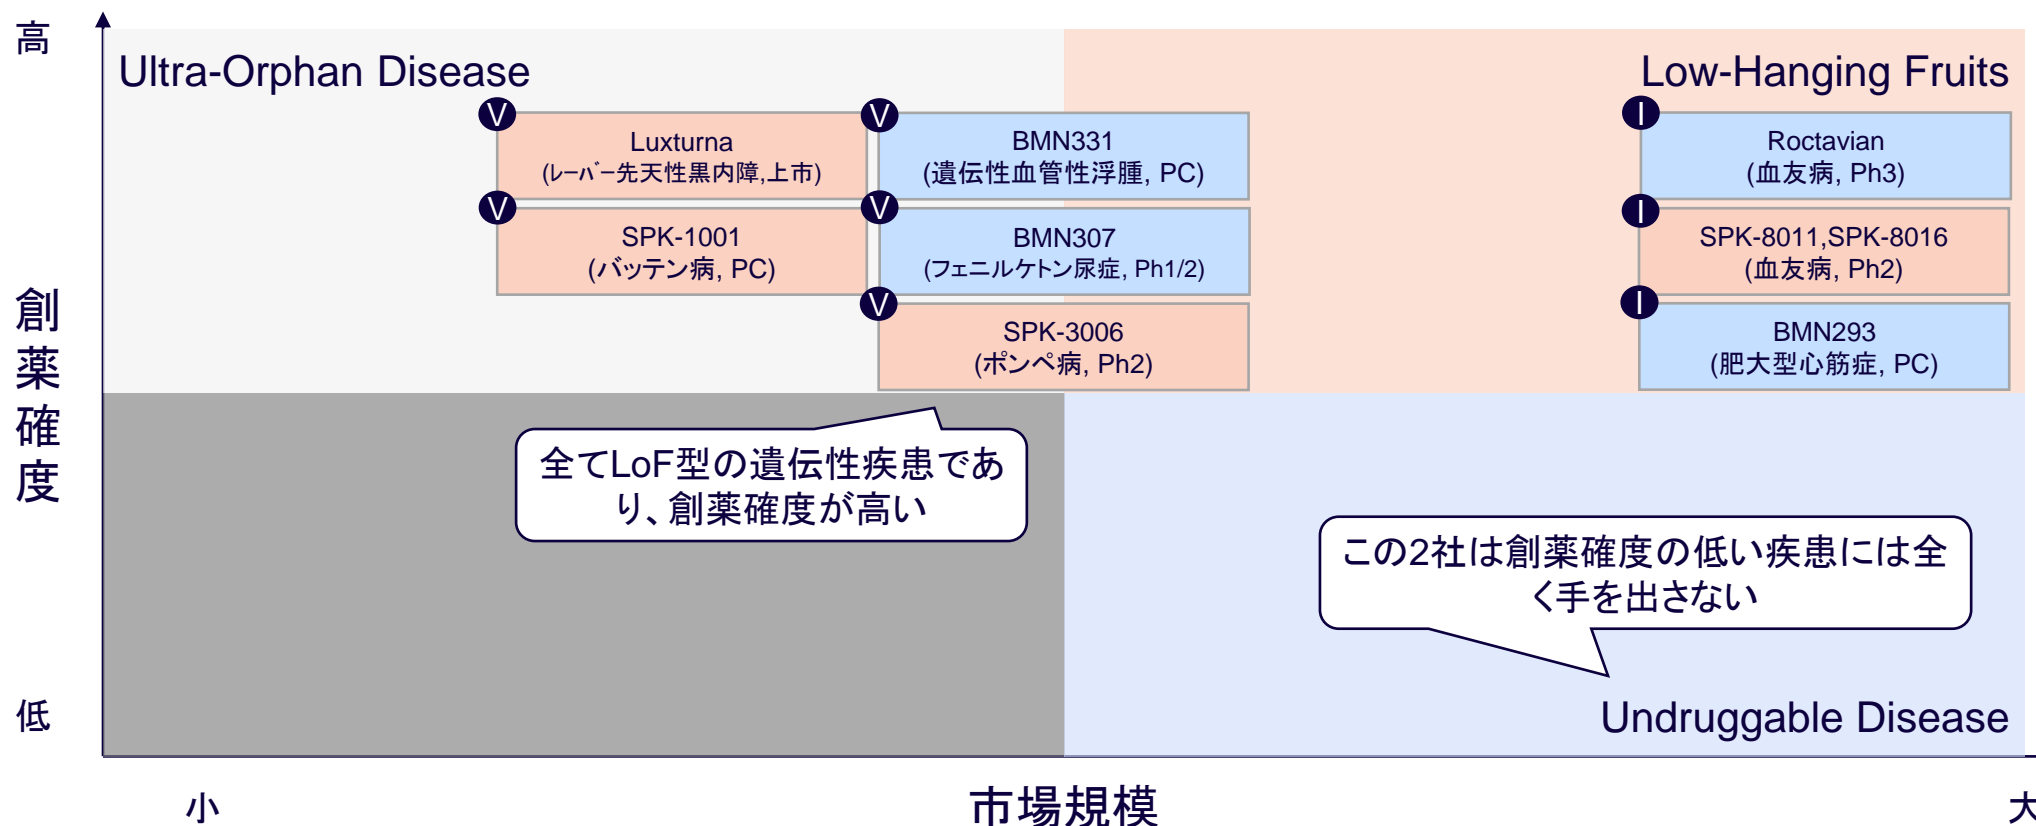 高
Ultra-Orphan Disease
Low-Hanging Fruits
V
Luxturna
(ﾚｰﾊﾞｰ先天性黒内障,上市)
V
BMN331
(遺伝性血管性浮腫, PC)
I
Roctavian
(血友病, Ph3)
V
SPK-1001
(バッテン病, PC)
V
BMN307
(フェニルケトン尿症, Ph1/2)
I
SPK-8011,SPK-8016
(血友病, Ph2)
V
SPK-3006
(ポンペ病, Ph2)
I
BMN293
(肥大型心筋症, PC)
創薬確度
全てLoF型の遺伝性疾患であ
り、創薬確度が高い
この2社は創薬確度の低い疾患には全
く手を出さない
低
Undruggable Disease
小
市場規模
大